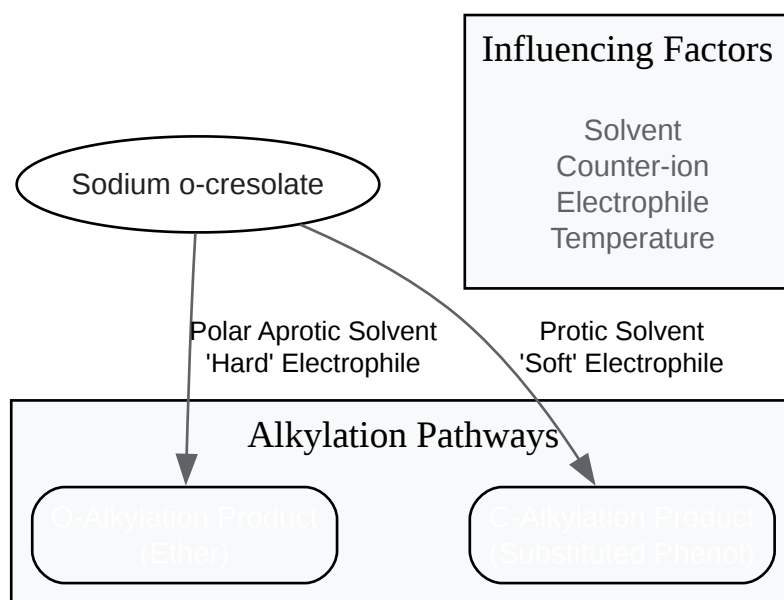 Influencing Factors
Solvent
Counter-ion
Electrophile
Temperature
Sodium o-cresolate
Polar Aprotic Solvent
'Hard' Electrophile
Protic Solvent
'Soft' Electrophile
Alkylation Pathways
O-Alkylation Product
(Ether)
C-Alkylation Product
(Substituted Phenol)